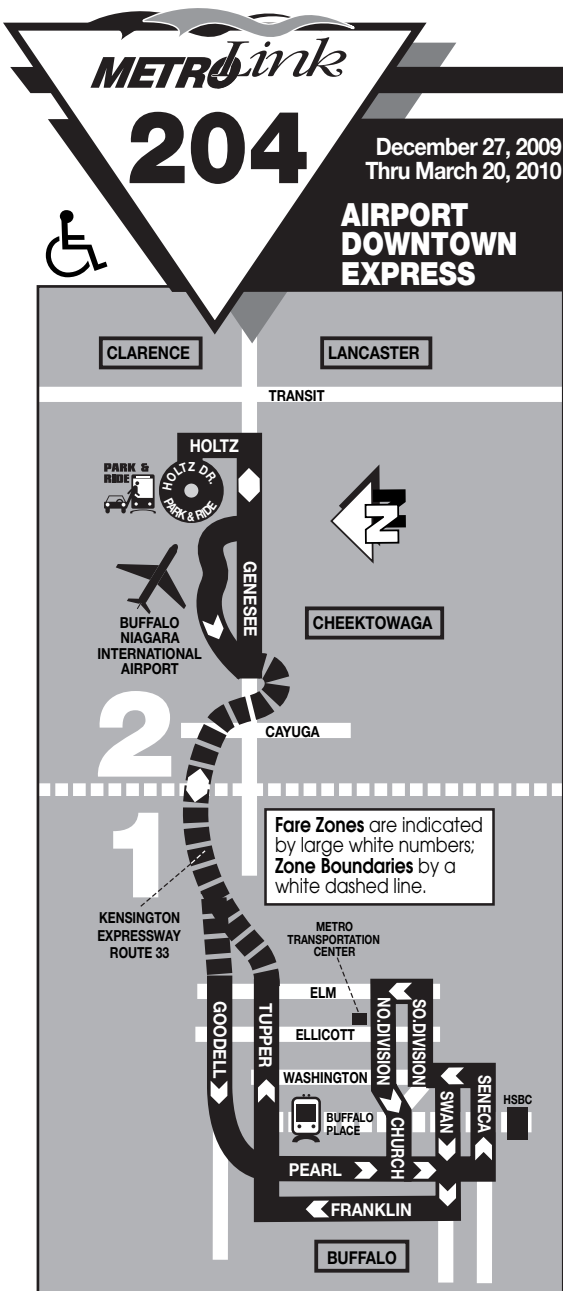 METROLink
204
December 27, 2009
Thru March 20, 2010
AIRPORT
DOWNTOWN
EXPRESS
CLARENCE
LANCASTER
TRANSIT
HOLTZ
PARK &
RIDE
HOLTZ DR.
PARK & RIDE
N
GENESEE
BUFFALO
NIAGARA
INTERNATIONAL
AIRPORT
CHEEKTOWAGA
2
CAYUGA
1
Fare Zones are indicated
by large white numbers;
Zone Boundaries by a
white dashed line.
KENSINGTON
EXPRESSWAY
ROUTE 33
METRO
TRANSPORTATION
CENTER
ELM
GOODELL
TUPPER
ELLICOTT
NO.DIVISION
SO.DIVISION
WASHINGTON
BUFFALO
PLACE
CHURCH
SWAN
SENECA
HSBC
PEARL
FRANKLIN
BUFFALO